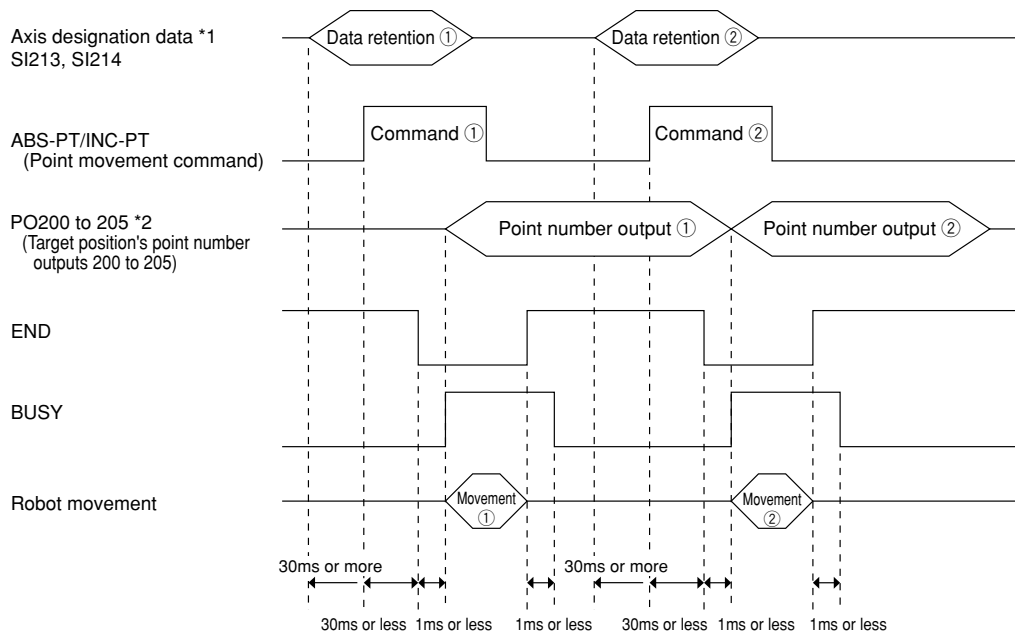 Axis designation data *1
SI213, SI214
Data retention ①
Data retention ②
ABS-PT/INC-PT
(Point movement command)
Command ①
Command ②
PO200 to 205 *2
(Target position's point number
outputs 200 to 205)
Point number output ①
Point number output ②
END
BUSY
Robot movement
Movement
①
Movement
②
30ms or more
30ms or more
30ms or less
1ms or less
1ms or less
30ms or less
1ms or less
1ms or less